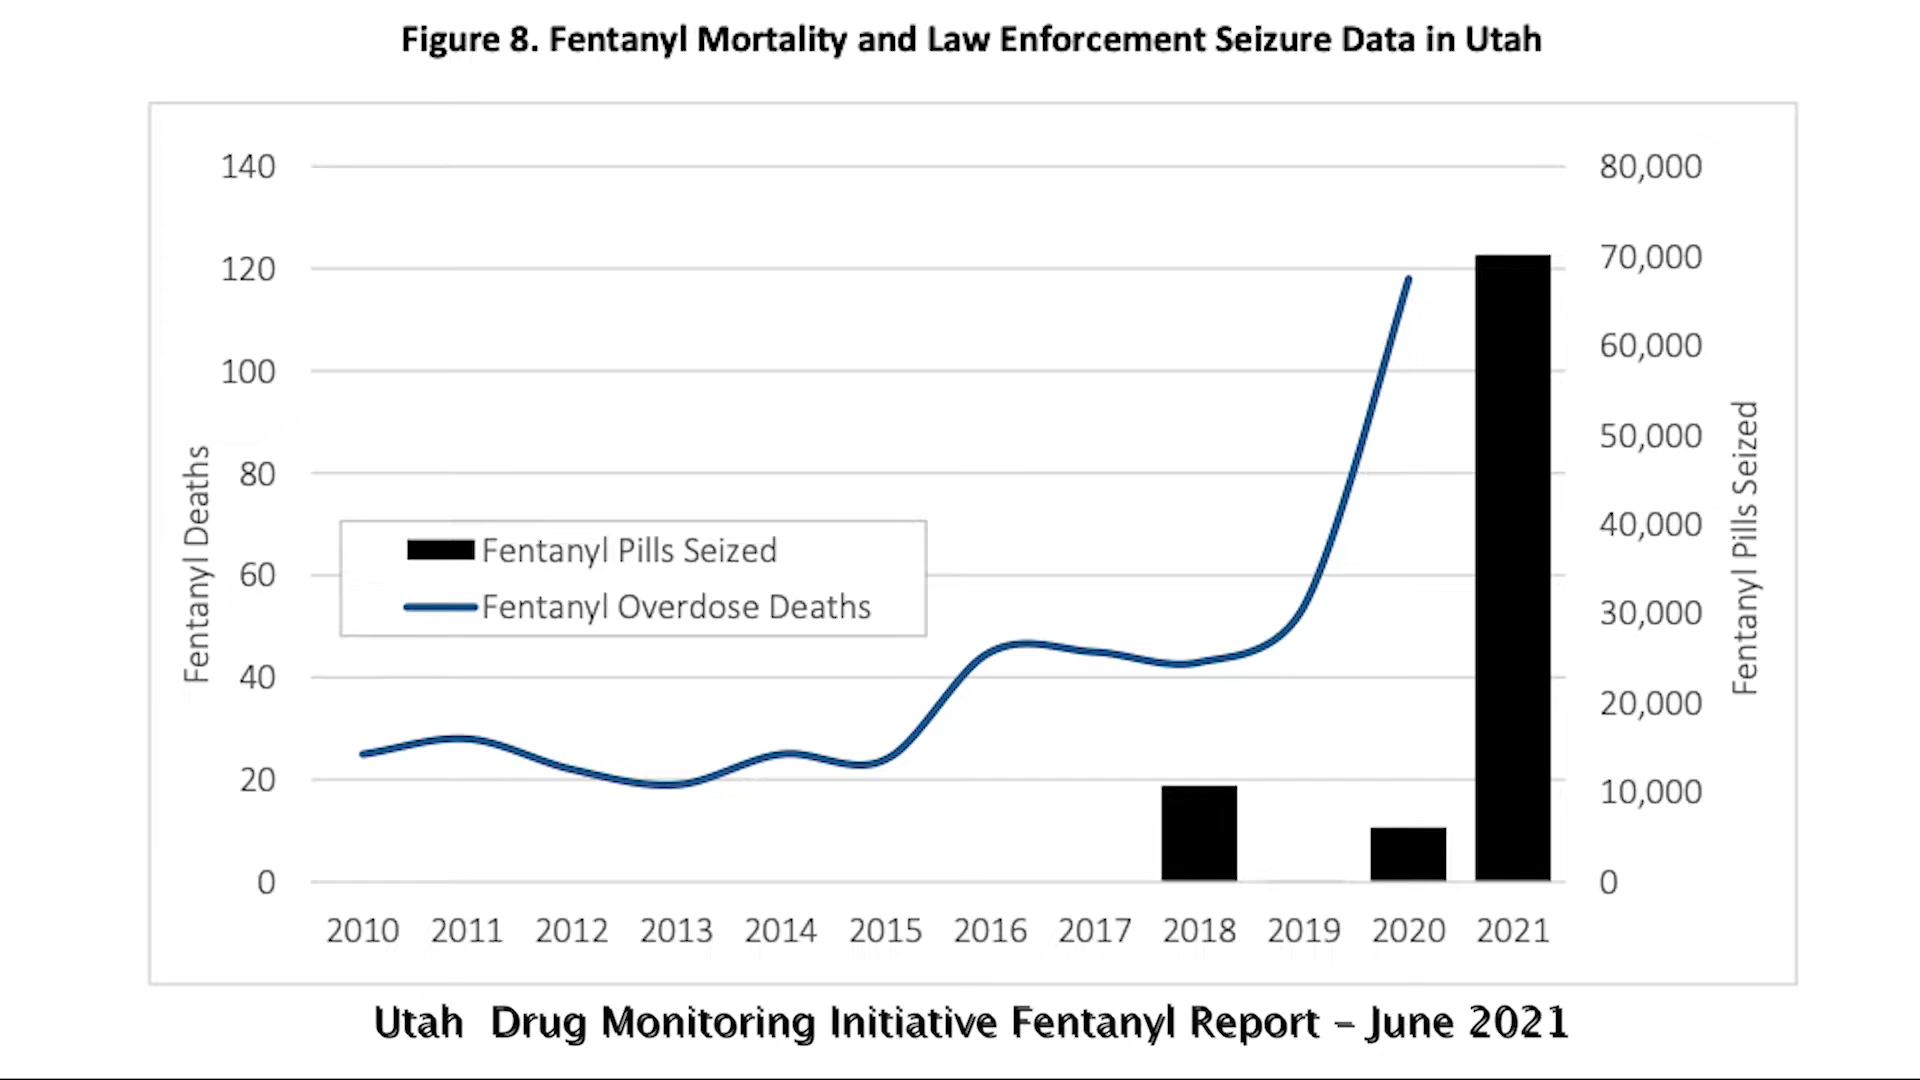 Figure 8. Fentanyl Mortality and Law Enforcement Seizure Data in Utah
140
120
100
80
60
40
20
0
Fentanyl Deaths
Fentanyl Pills Seized
Fentanyl Overdose Deaths
80,000
70,000
60,000
50,000
40,000
30,000
20,000
10,000
0
Fentanyl Pills Seized
2010 2011 2012 2013 2014 2015 2016 2017 2018 2019 2020 2021
Utah Drug Monitoring Initiative Fentanyl Report – June 2021